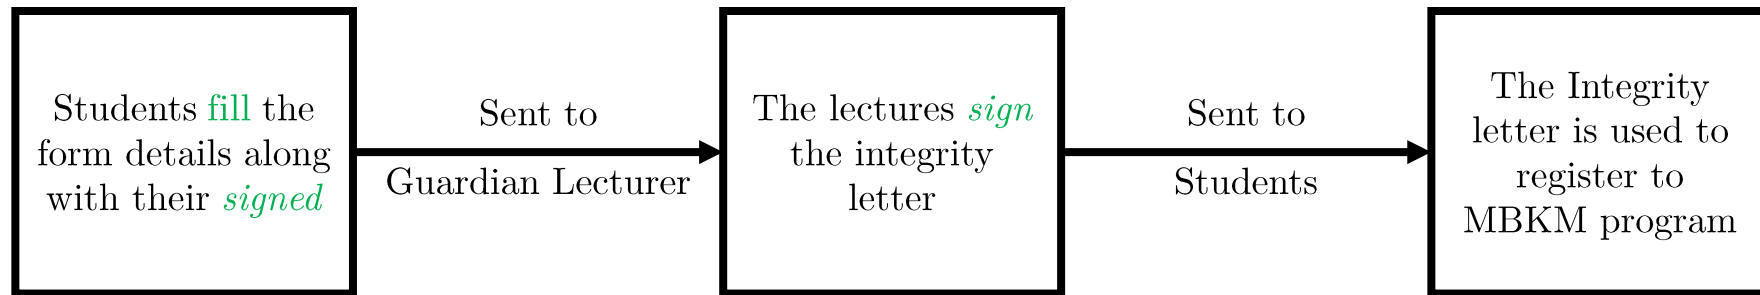 Students fill the
form details along
with their signed
Sent to
Guardian Lecturer
The lectures sign
the integrity
letter
Sent to
Students
The Integrity
letter is used to
register to
MBKM program